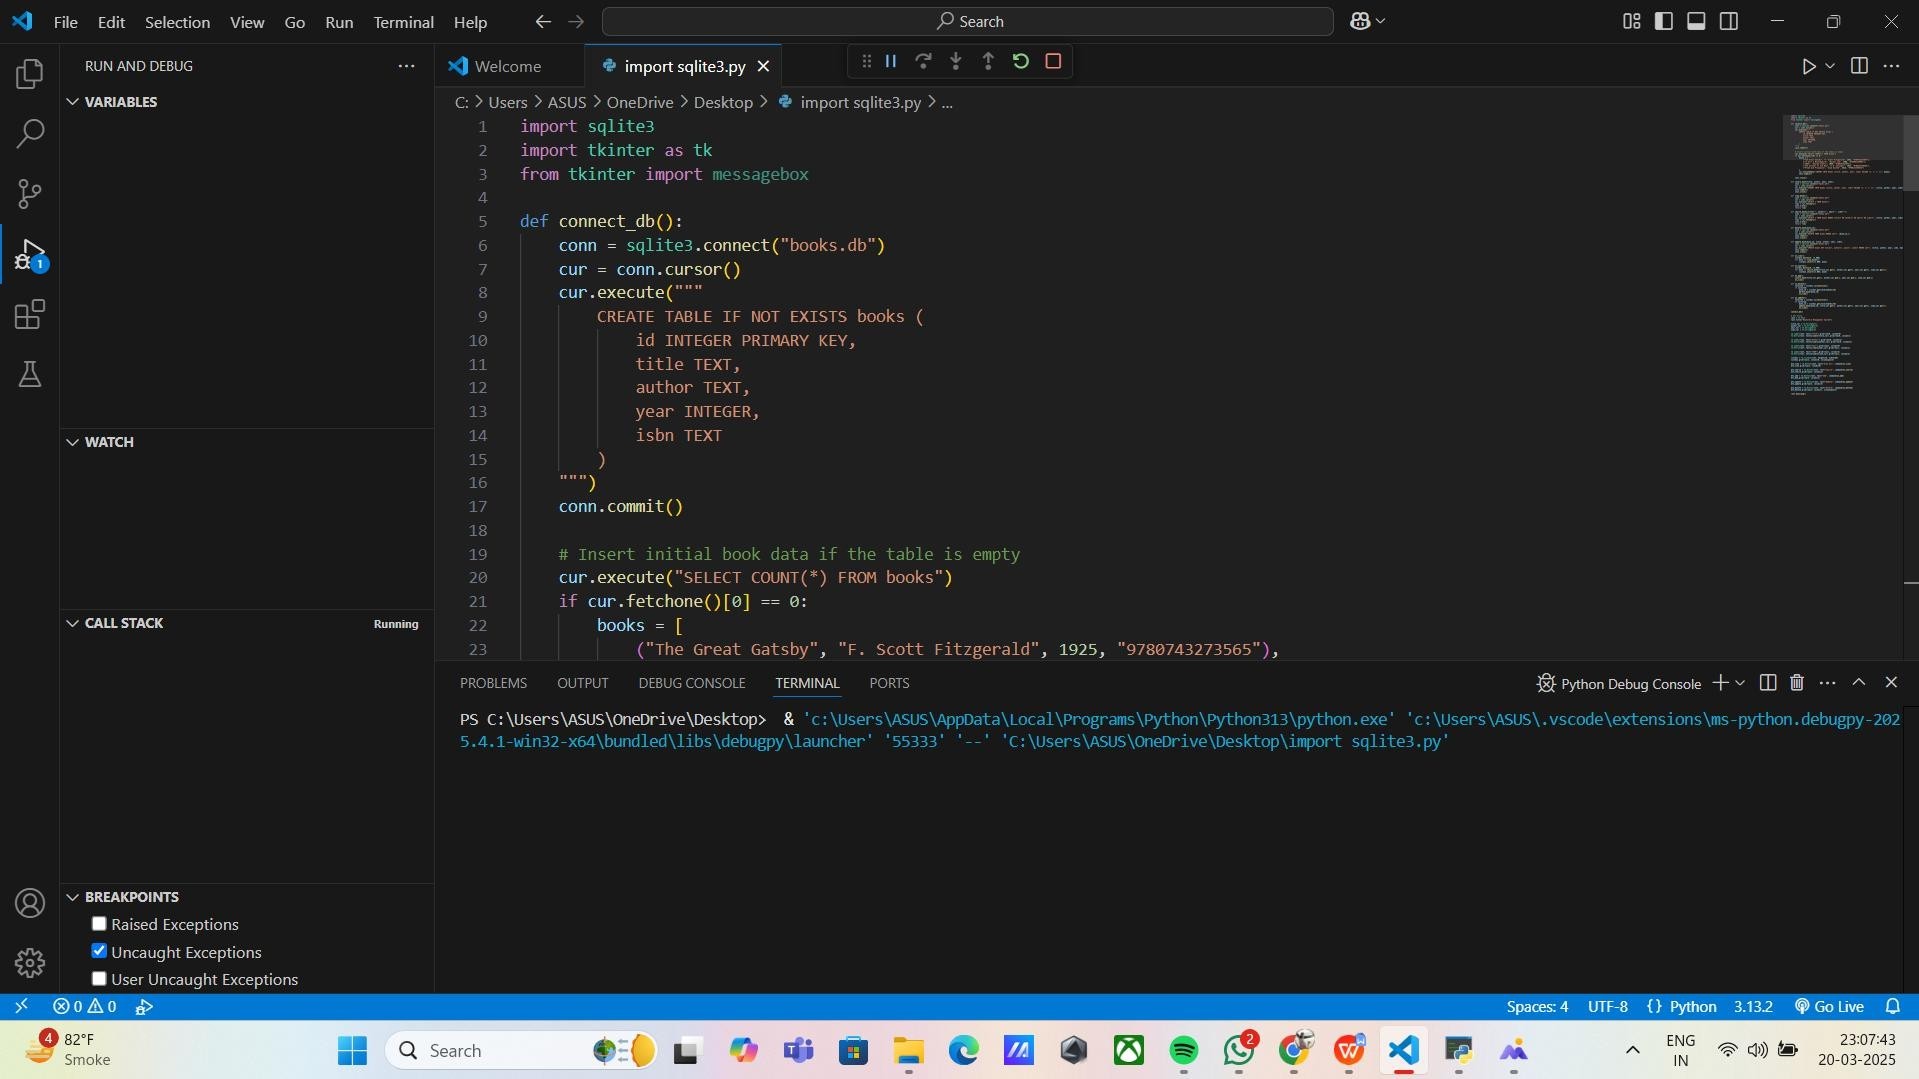 File Edit Selection View Go Run Terminal Help
Search
RUN AND DEBUG
Welcome
import sqlite3.py
VARIABLES
C: > Users > ASUS > OneDrive > Desktop > import sqlite3.py > ...
1 import sqlite3
2 import tkinter as tk
3 from tkinter import messagebox
4
5 def connect_db():
6 conn = sqlite3.connect("books.db")
7 cur = conn.cursor()
8 cur.execute("""
9 CREATE TABLE IF NOT EXISTS books (
10 id INTEGER PRIMARY KEY,
11 title TEXT,
12 author TEXT,
13 year INTEGER,
14 isbn TEXT
15 )
16 """)
17 conn.commit()
18
19 # Insert initial book data if the table is empty
20 cur.execute("SELECT COUNT(*) FROM books")
21 if cur.fetchone()[0] == 0:
22 books = [
23 ("The Great Gatsby", "F. Scott Fitzgerald", 1925, "9780743273565"),
1
WATCH
CALL STACK
Running
BREAKPOINTS
Raised Exceptions
Uncaught Exceptions
User Uncaught Exceptions
PROBLEMS OUTPUT DEBUG CONSOLE TERMINAL PORTS
Python Debug Console
PS C:\Users\ASUS\OneDrive\Desktop> & 'c:\Users\ASUS\AppData\Local\Programs\Python\Python313\python.exe' 'c:\Users\ASUS\.vscode\extensions\ms-python.debugpy-202
5.4.1-win32-x64\bundled\libs\debugpy\launcher' '55333' '--' 'C:\Users\ASUS\OneDrive\Desktop\import sqlite3.py'
0 0
Spaces: 4 UTF-8 {} Python 3.13.2 Go Live
4
82°F
Smoke
Search
2
ENG
IN
23:07:43
20-03-2025